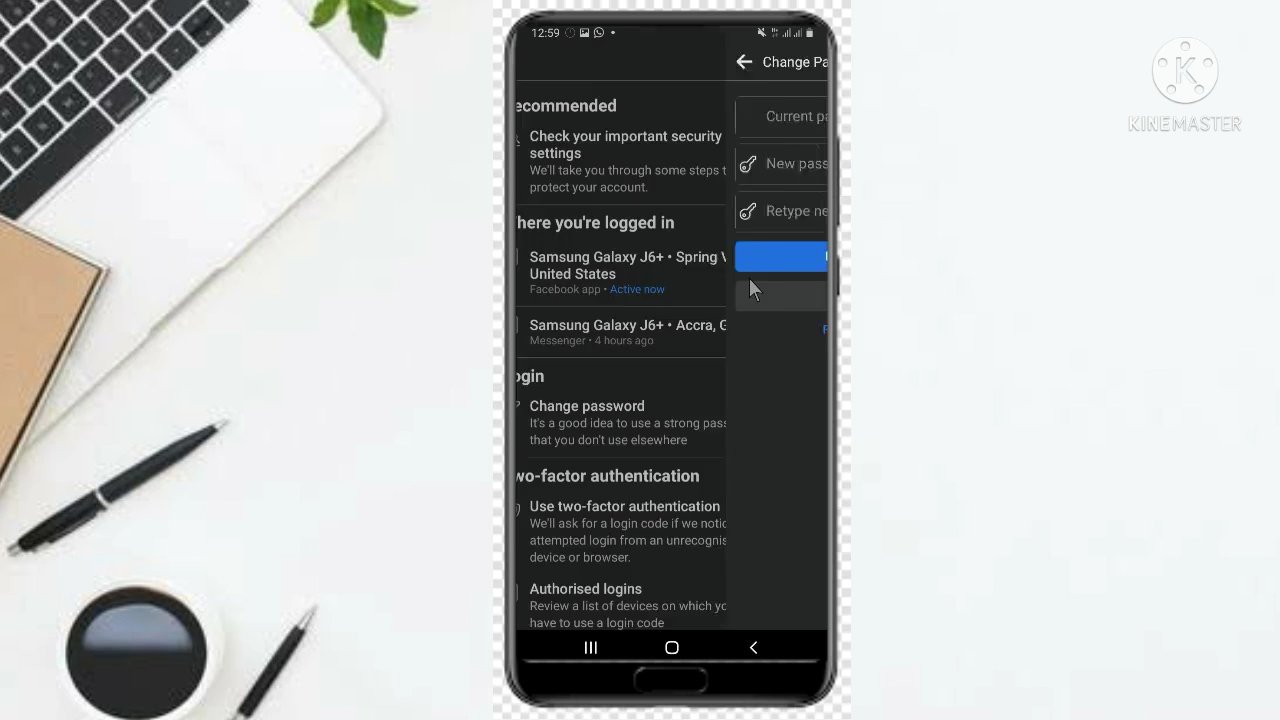 12:59
Change Pa
ecommended
Check your important security
settings
We'll take you through some steps t
protect your account.
Current pa
New pass
Retype ne
here you're logged in
Samsung Galaxy J6+ • Spring V
United States
Facebook app • Active now
Samsung Galaxy J6+ • Accra, G
Messenger • 4 hours ago
ogin
Change password
It's a good idea to use a strong pass
that you don't use elsewhere
wo-factor authentication
Use two-factor authentication
We'll ask for a login code if we notic
attempted login from an unrecognis
device or browser.
Authorised logins
Review a list of devices on which yo
have to use a login code
K
KINEMASTER